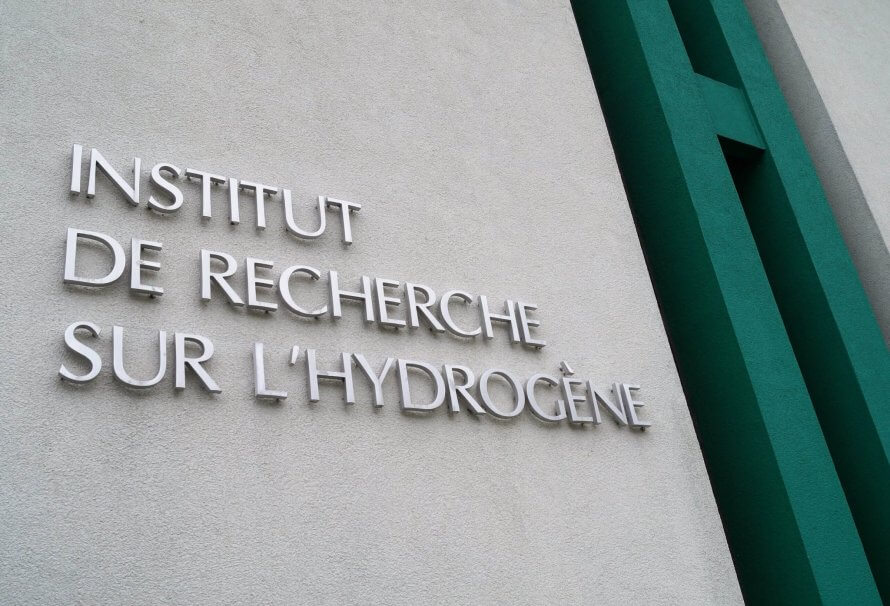 INSTITUT
DE RECHERCHE
SUR L'HYDROGÈNE